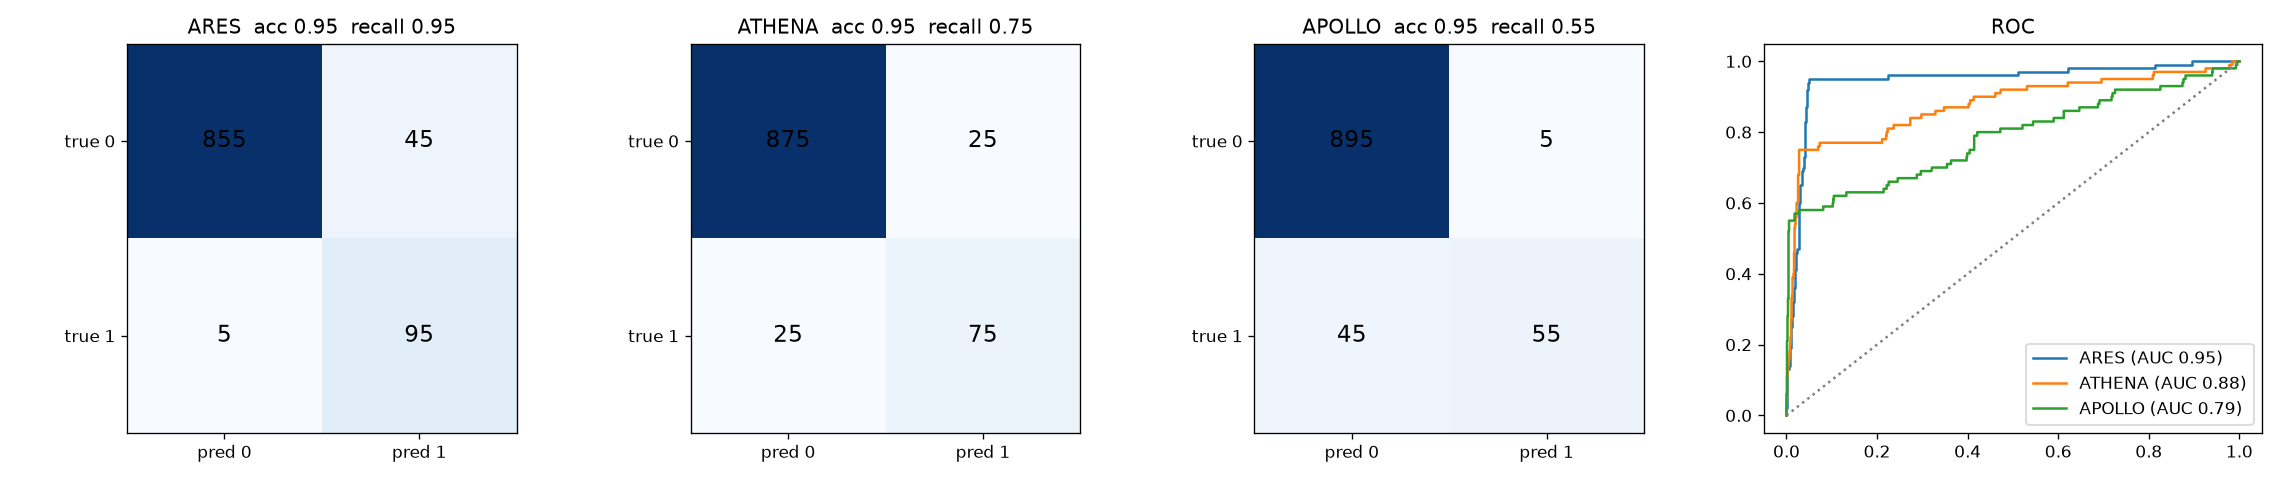 ARES acc 0.95 recall 0.95
true 0
855
45
true 1
5
95
pred 0
pred 1
ATHENA acc 0.95 recall 0.75
true 0
875
25
true 1
25
75
pred 0
pred 1
APOLLO acc 0.95 recall 0.55
true 0
895
5
true 1
45
55
pred 0
pred 1
ROC
1.0
0.8
0.6
0.4
0.2
0.0
ARES (AUC 0.95)
ATHENA (AUC 0.88)
APOLLO (AUC 0.79)
0.0
0.2
0.4
0.6
0.8
1.0